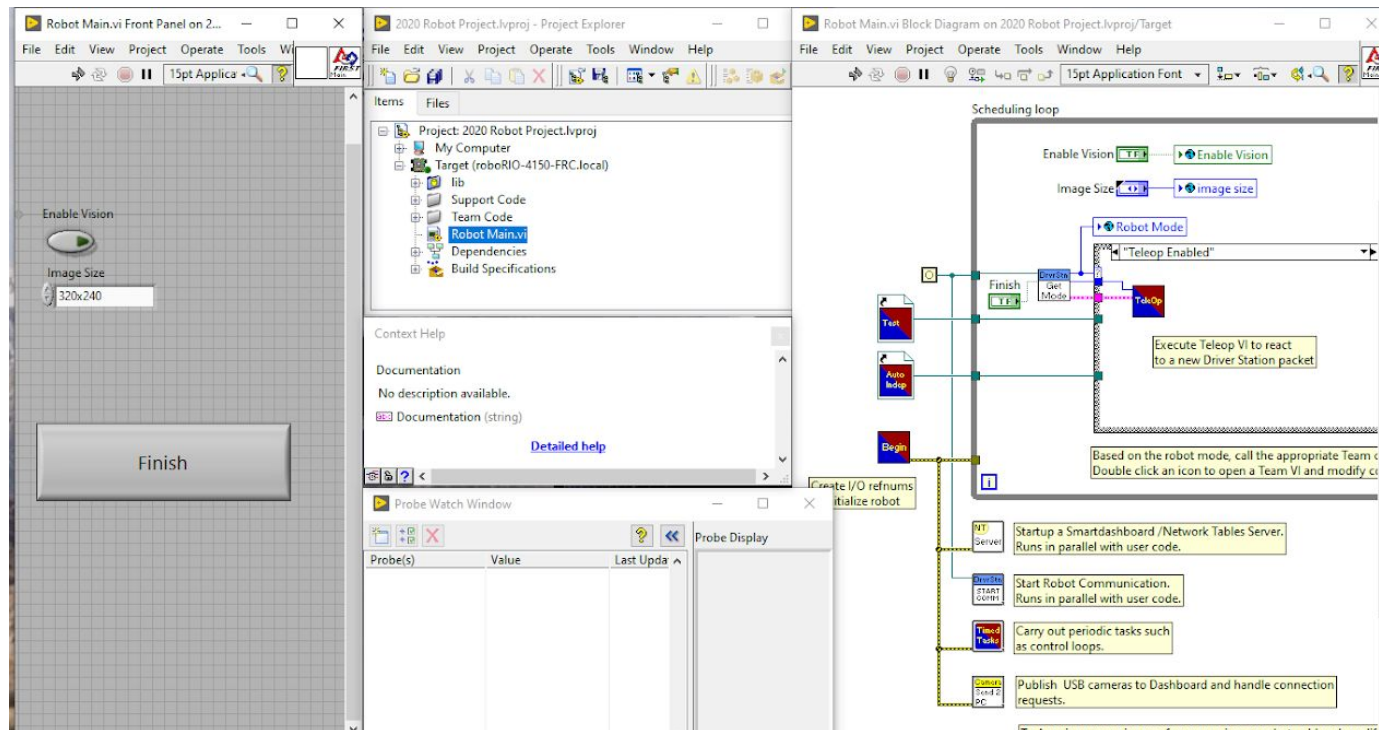 Robot Main.vi Front Panel on 2...
File Edit View Project Operate Tools Wi
15pt Applica
FIRST
Main
Enable Vision
Image Size
320x240
Finish
2020 Robot Project.lvproj - Project Explorer
File Edit View Project Operate Tools Window Help
Items Files
Project: 2020 Robot Project.lvproj
My Computer
Target (roboRIO-4150-FRC.local)
lib
Support Code
Team Code
Robot Main.vi
Dependencies
Build Specifications
Context Help
Documentation
No description available.
abc Documentation (string)
Detailed help
Probe Watch Window
Probe(s) Value Last Upda
Probe Display
Robot Main.vi Block Diagram on 2020 Robot Project.lvproj/Target
File Edit View Project Operate Tools Window Help
15pt Application Font
Scheduling loop
Enable Vision TF Enable Vision
Image Size image size
Robot Mode
"Teleop Enabled"
Finish
TF
DrvrStn
Get
Mode
TeleOp
Test
Execute Teleop VI to react
to a new Driver Station packet
Auto
Indep
Begin
Based on the robot mode, call the appropriate Team
Double click an icon to open a Team VI and modify
i
Create I/O refnums
itialize robot
NT
Server
Startup a Smartdashboard /Network Tables Server.
Runs in parallel with user code.
DrvrStn
START
COMM
Start Robot Communication.
Runs in parallel with user code.
Timed
Tasks
Carry out periodic tasks such
as control loops.
Camera
Send 2
PC
Publish USB cameras to Dashboard and handle connection
requests.